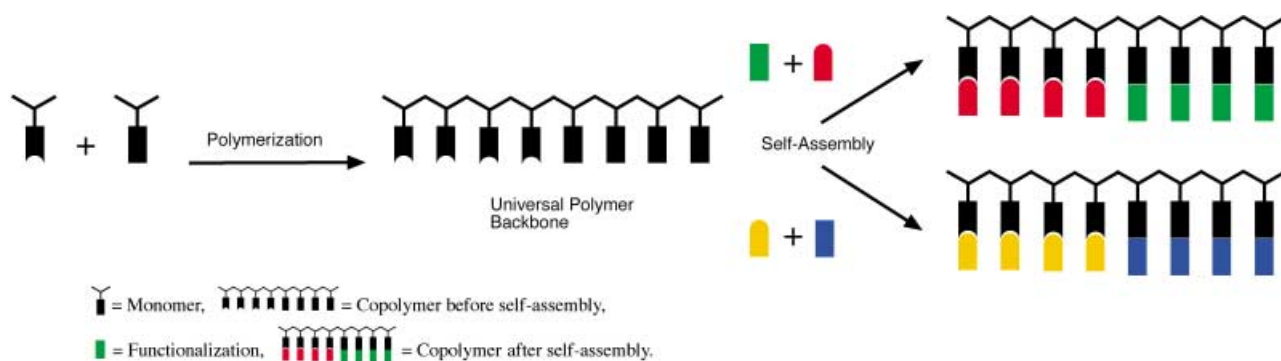 Polymerization
Universal Polymer
Backbone
Self-Assembly
+
+
+
= Monomer, = Copolymer before self-assembly,
= Functionalization, = Copolymer after self-assembly.